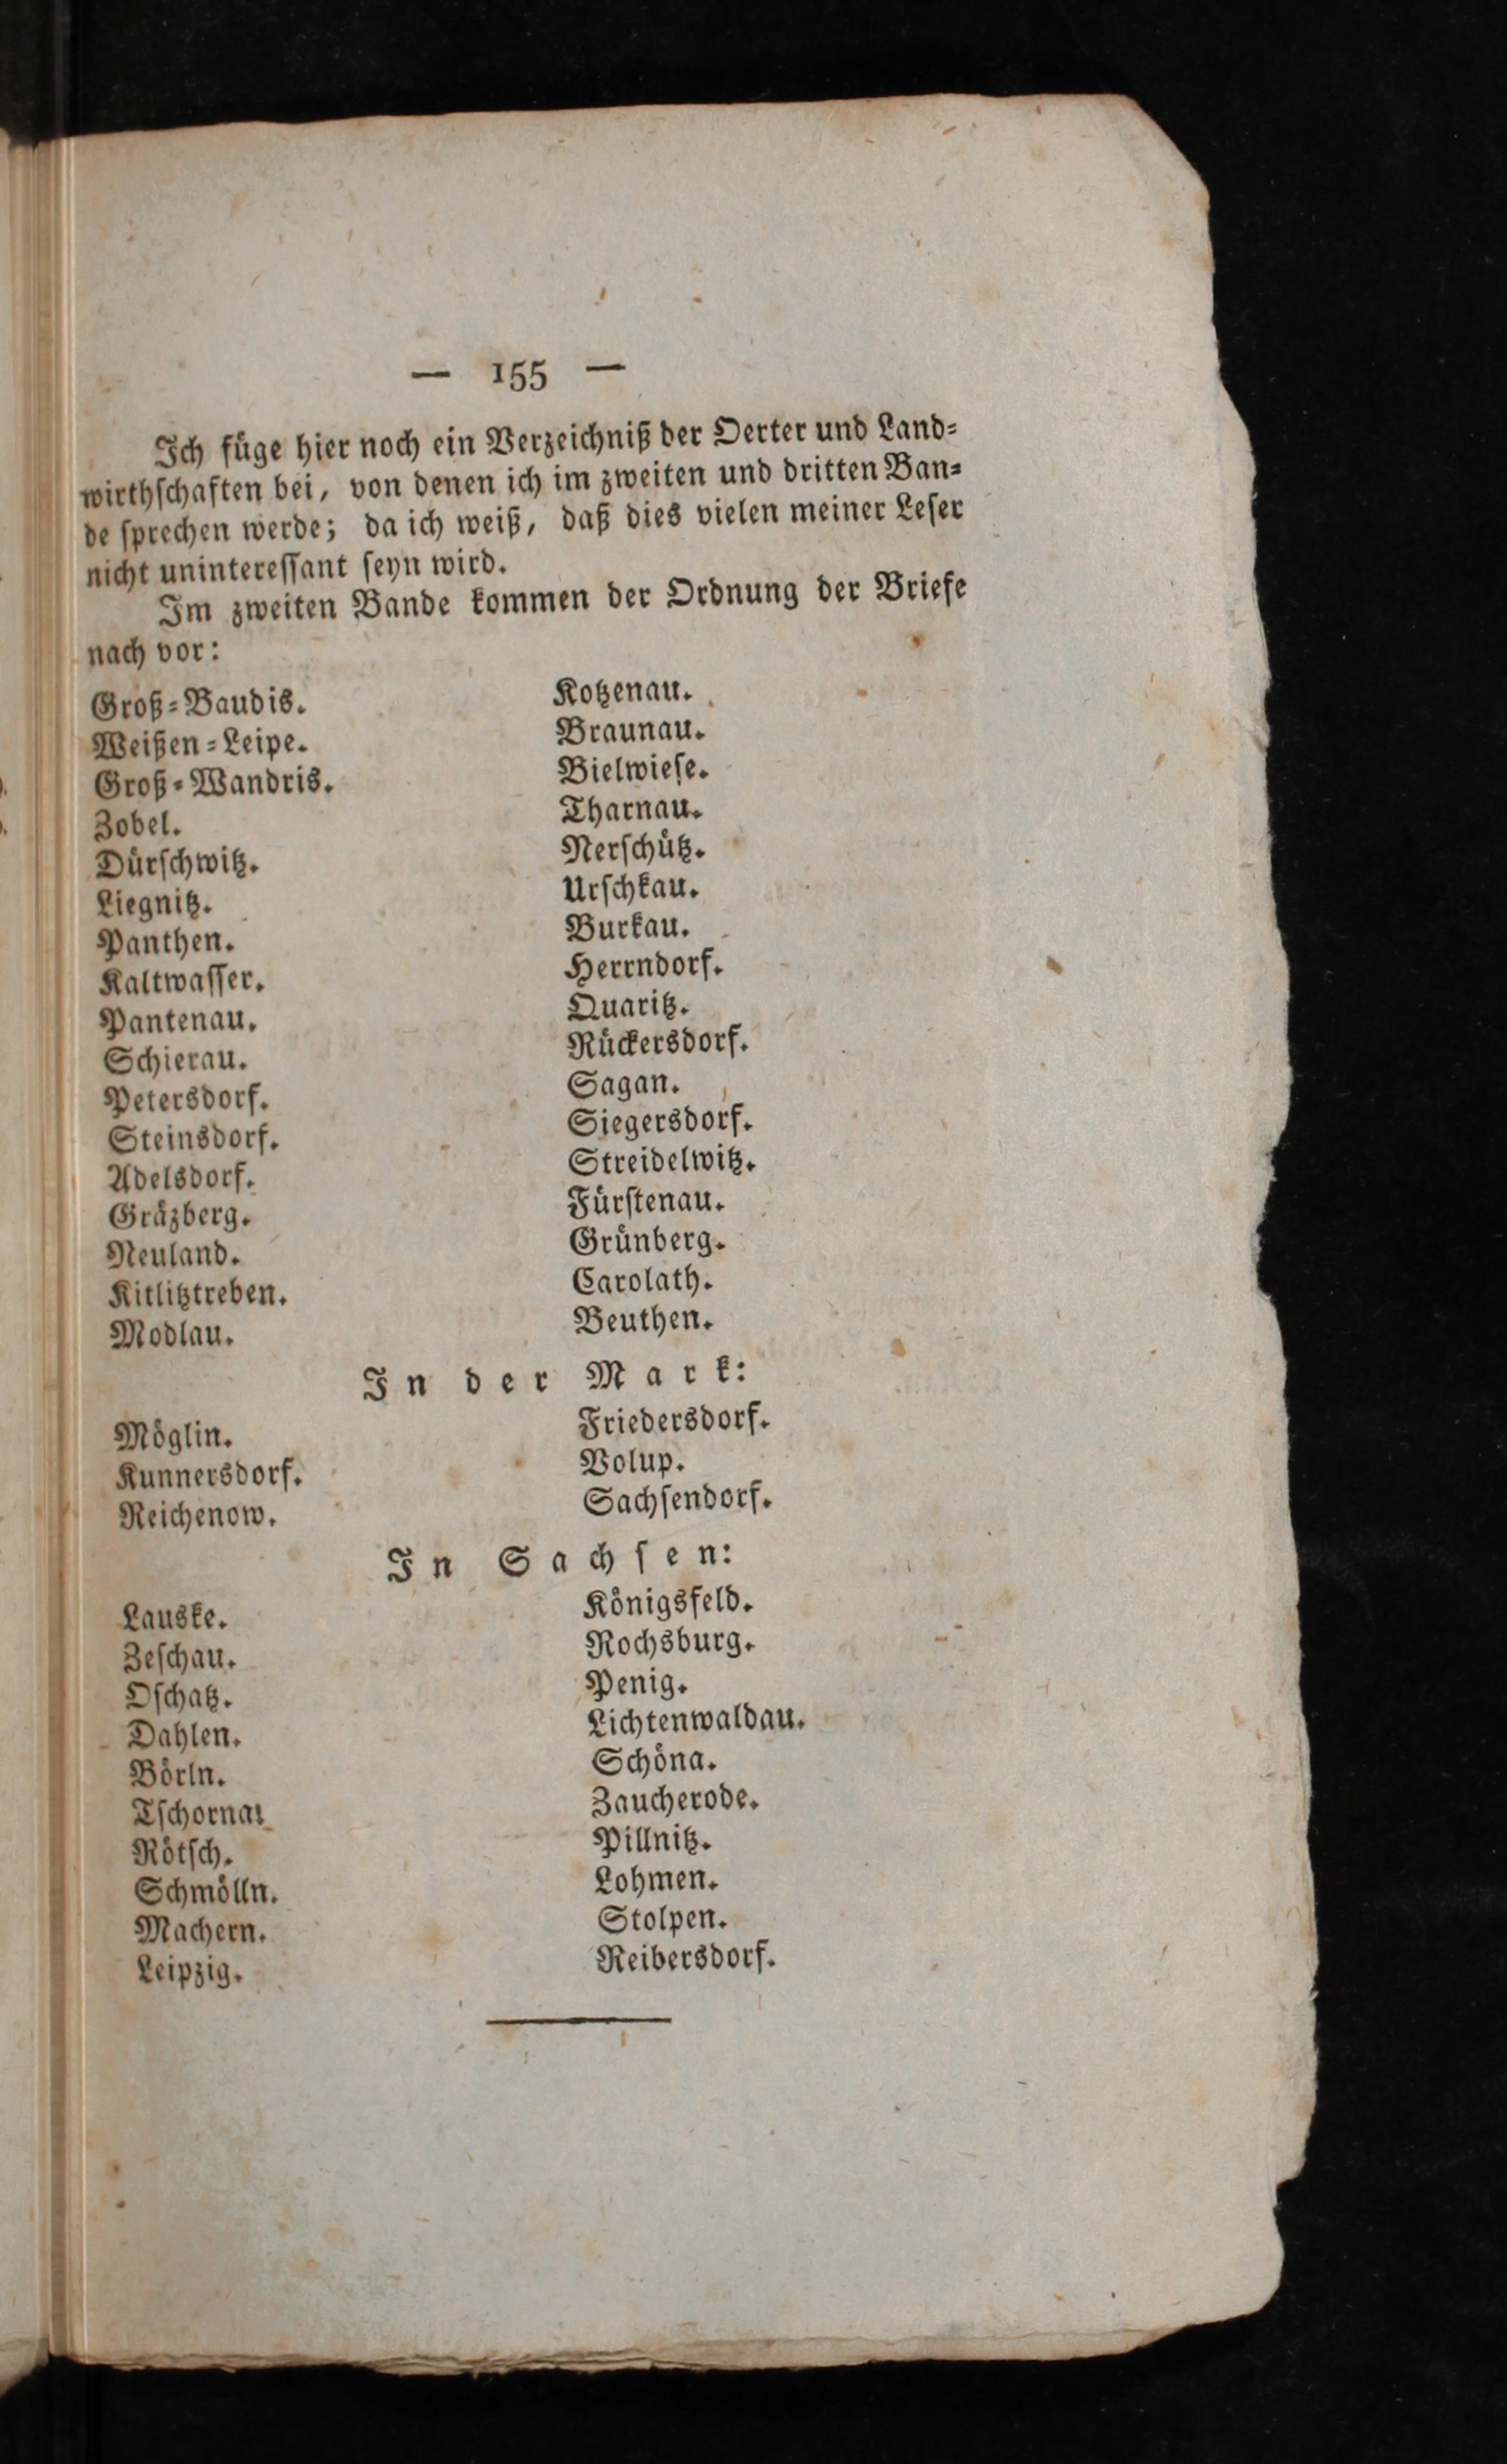 — 155 —
Ich füge hier noch ein Verzeichniß der Oerter und Land=
wirthschaften bei, von denen ich im zweiten und dritten Ban=
de sprechen werde; da ich weiß, daß dies vielen meiner Leser
nicht uninteressant seyn wird.
Im zweiten Bande kommen der Ordnung der Briefe
nach vor:
Groß=Baudis.
Weißen=Leipe.
Groß=Wandris.
Zobel.
Dürschwitz.
Liegnitz.
Panthen.
Kaltwasser.
Pantenau.
Schierau.
Petersdorf.
Steinsdorf.
Adelsdorf.
Gräzberg.
Neuland.
Kitlitztreben.
Modlau.
Kotzenau.
Braunau.
Bielwiese.
Tharnau.
Nerschütz.
Urschkau.
Burkau.
Herrndorf.
Quaritz.
Rückersdorf.
Sagan.
Siegersdorf.
Streidelwitz.
Fürstenau.
Grünberg.
Carolath.
Beuthen.
In der Mark:
Möglin.
Kunnersdorf.
Reichenow.
Friedersdorf.
Volup.
Sachsendorf.
In Sachsen:
Lauske.
Zeschau.
Oschatz.
Dahlen.
Börln.
Tschorna.
Rötsch.
Schmölln.
Machern.
Leipzig.
Königsfeld.
Rochsburg.
Penig.
Lichtenwaldau.
Schöna.
Zaucherode.
Pillnitz.
Lohmen.
Stolpen.
Reibersdorf.